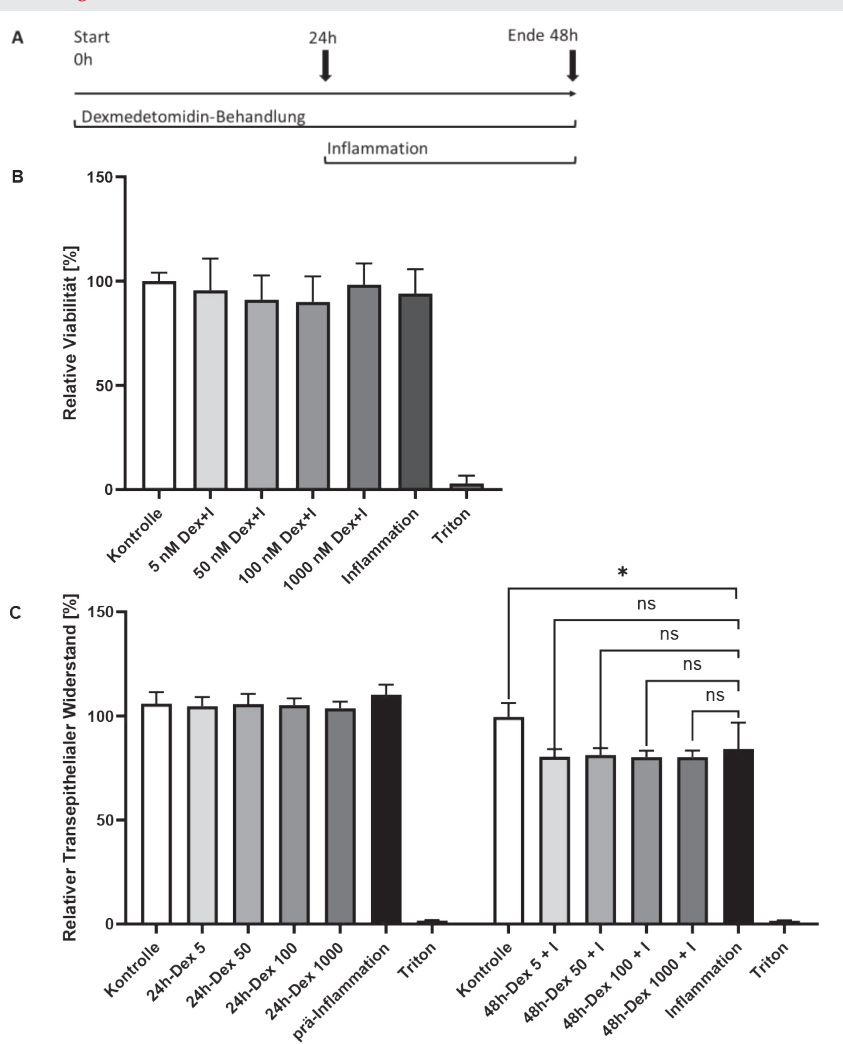 A
Start
0h
24h
Ende 48h
Dexmedetomidin-Behandlung
Inflammation
B
Relative Viabilität [%]
150
100
50
0
Kontrolle
5 nM Dex+I
50 nM Dex+I
100 nM Dex+I
1000 nM Dex+I
Inflammation
Triton
C
Relativer Transepithelialer Widerstand [%]
150
100
50
0
*
ns
ns
ns
ns
Kontrolle
24h-Dex 5
24h-Dex 50
24h-Dex 100
24h-Dex 1000
prä-Inflammation
Triton
Kontrolle
48h-Dex 5 + I
48h-Dex 50 + I
48h-Dex 100 + I
48h-Dex 1000 + I
Inflammation
Triton